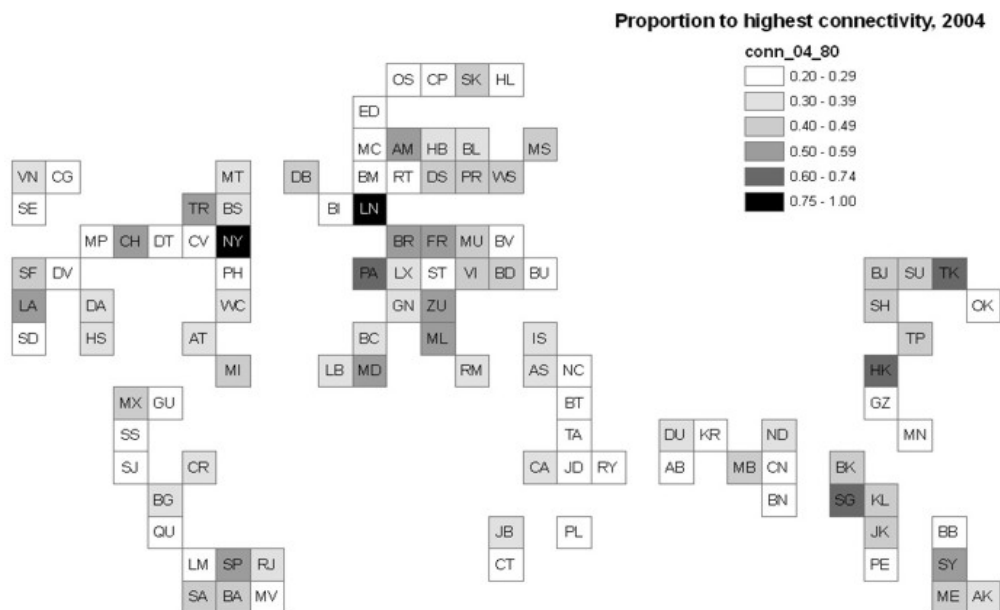 Proportion to highest connectivity, 2004
conn_04_80
0.20 - 0.29
0.30 - 0.39
0.40 - 0.49
0.50 - 0.59
0.60 - 0.74
0.75 - 1.00
OS CP SK HL
ED
MC AM HB BL MS
VN CG MT DB BM RT DS PR WS
SE TR BS BI LN
MP CH DT CV NY BR FR MU BV
SF DV PH PA LX ST VI BD BU BJ SU TK
LA DA WC GN ZU SH OK
SD HS AT BC ML IS TP
MI LB MD RM AS NC HK
MX GU BT GZ
SS TA DU KR ND MN
SJ CR CA JD RY AB MB CN BK
BG BN SG KL
QU JB PL JK BB
LM SP RJ CT PE SY
SA BA MV ME AK